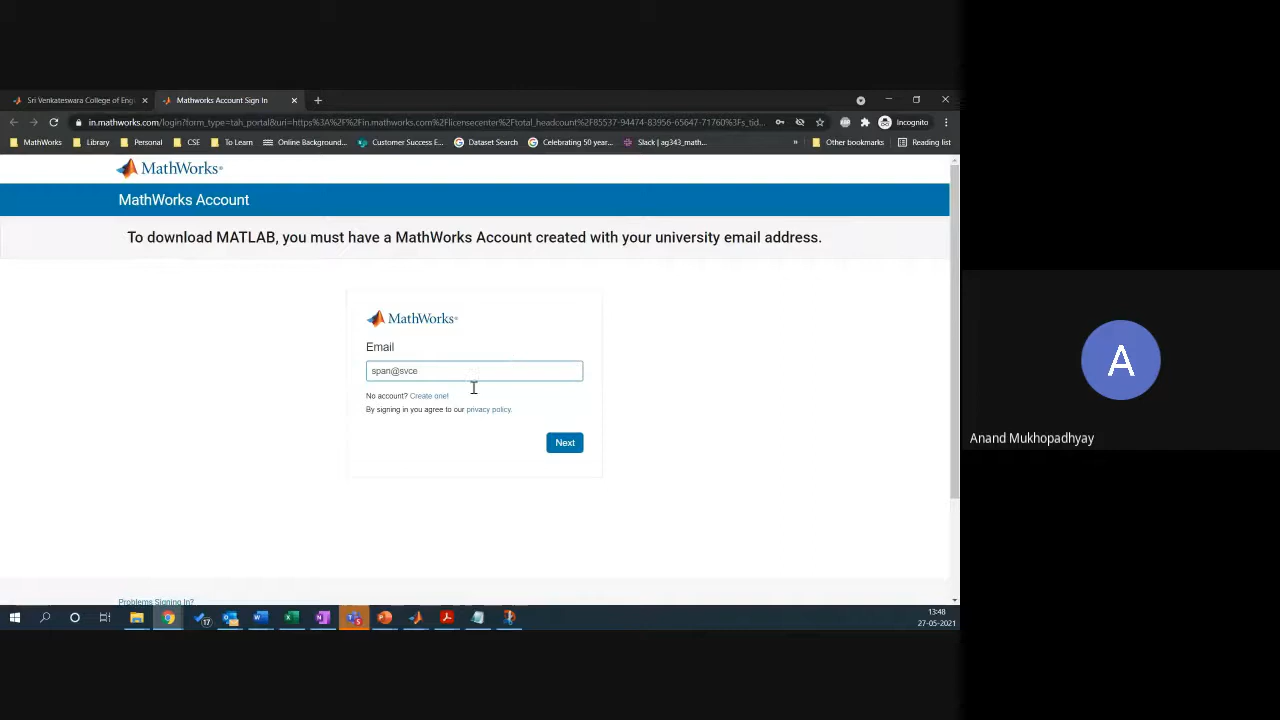 Sri Venkateswara College of Eng
Mathworks Account Sign In
in.mathworks.com/login?form_type=tah_portal&uri=https%3A%2F%2Fin.mathworks.com%2Flicensecenter%2Ftotal_headcount%2F85537-94474-83956-65647-71760%3Fs_tid...
Incognito
MathWorks
Library
Personal
CSE
To Learn
Online Background...
Customer Success E...
Dataset Search
Celebrating 50 year...
Slack | ag343_math...
»
Other bookmarks
Reading list
MathWorks®
MathWorks Account
To download MATLAB, you must have a MathWorks Account created with your university email address.
MathWorks®
Email
span@svce
No account? Create one!
By signing in you agree to our privacy policy.
Next
Problems Signing In?
A
Anand Mukhopadhyay
17
13:48
27-05-2021